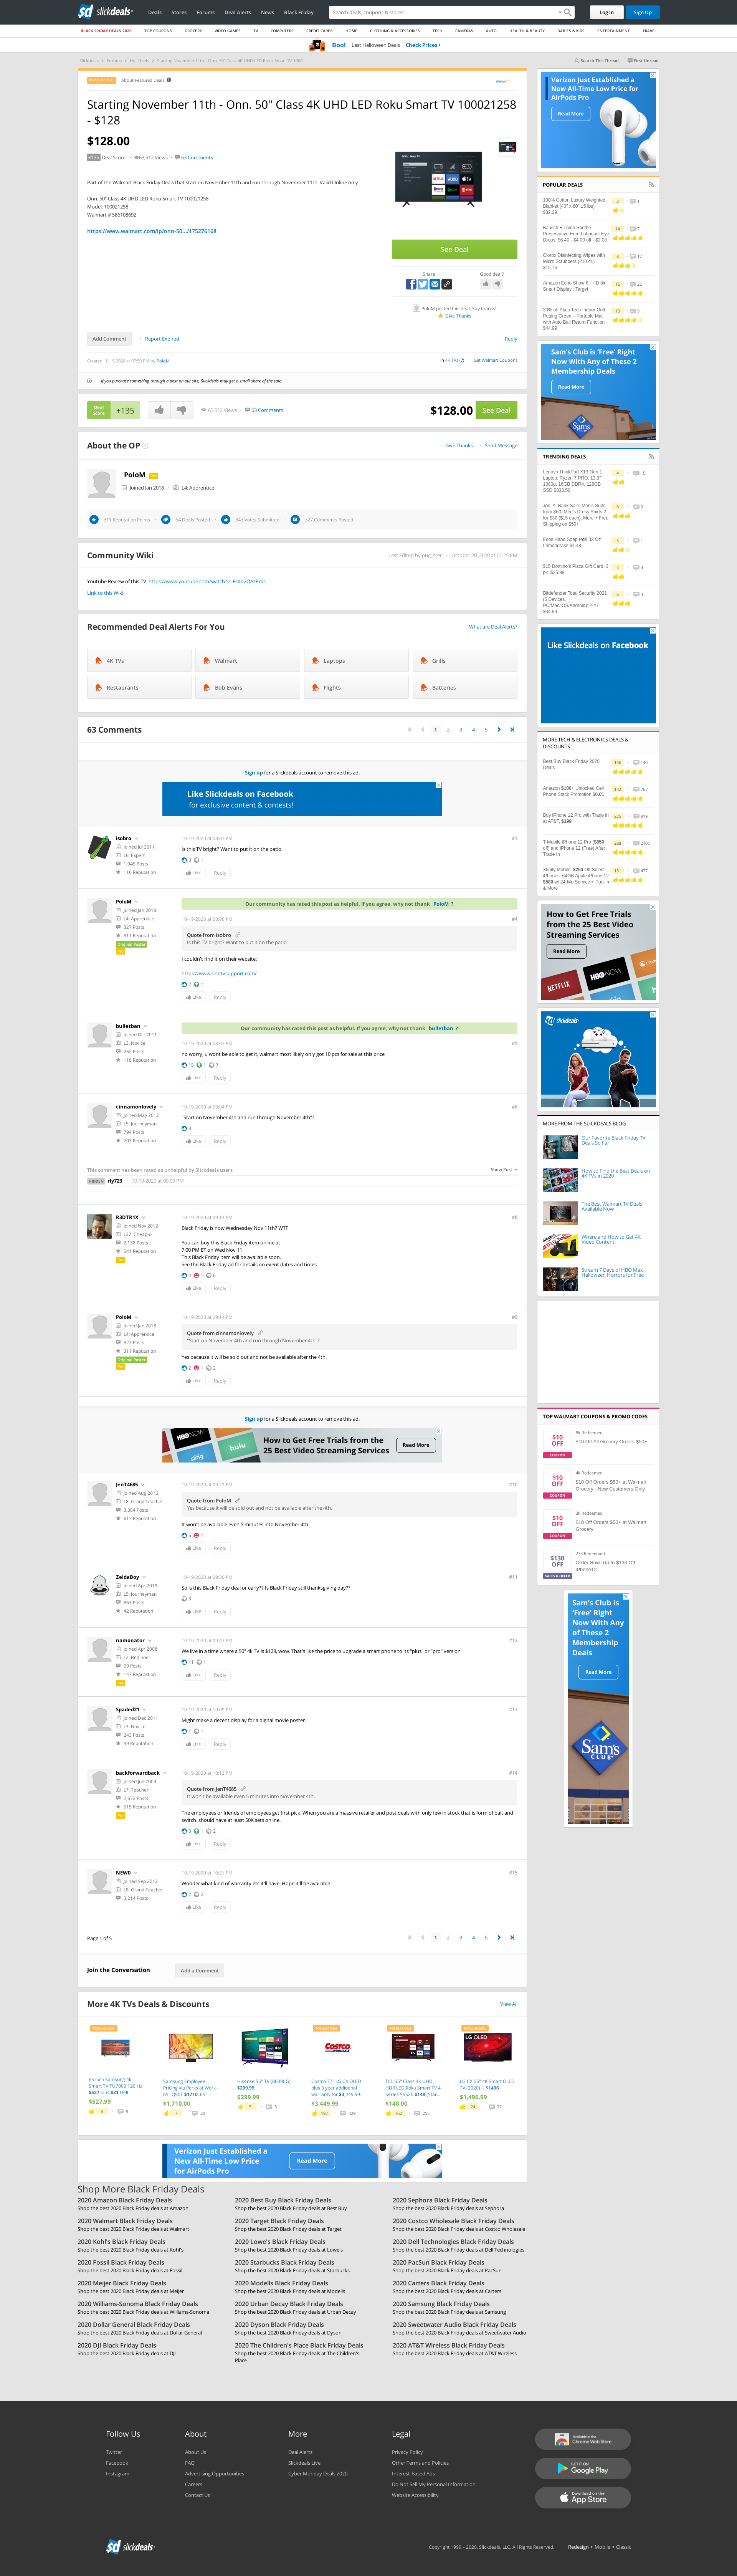 slickdeals
Deals Stores Forums Deal Alerts News Black Friday
Search deals, coupons & stores
Log In Sign Up
BLACK FRIDAY DEALS 2020 TOP COUPONS GROCERY VIDEO GAMES TV COMPUTERS CREDIT CARDS HOME CLOTHING & ACCESSORIES TECH CAMERAS AUTO HEALTH & BEAUTY BABIES & KIDS ENTERTAINMENT TRAVEL
Boo! Last Halloween Deals Check Prices
Slickdeals Forums Hot Deals Starting November 11th - Onn. 50" Class 4K UHD LED Roku Smart TV 1000...
Search This Thread First Unread
About Featured Deals
Starting November 11th - Onn. 50" Class 4K UHD LED Roku Smart TV 100021258 - $128
$128.00
+135 Deal Score 63,512 Views 63 Comments
Part of the Walmart Black Friday Deals that start on November 11th and run through November 11th. Valid Online only
Onn. 50" Class 4K UHD LED Roku Smart TV 100021258
Model: 100021258
Walmart # 586108692
https://www.walmart.com/ip/onn-50.../175276168
See Deal
Share Good deal?
PoloM posted this deal. Say thanks!
Give Thanks
Add Comment Report Expired Reply
Created 10-19-2020 at 07:55 PM by PoloM
in 4K TVs (7) Get Walmart Coupons
If you purchase something through a post on our site, Slickdeals may get a small share of the sale.
Deal Score +135 63,512 Views 63 Comments $128.00 See Deal
About the OP
Give Thanks Send Message
PoloM Pro
Joined Jan 2018 L4: Apprentice
311 Reputation Points 64 Deals Posted 343 Votes Submitted 327 Comments Posted
Community Wiki
Last Edited by pug_ster October 20, 2020 at 01:25 PM
Youtube Review of this TV. https://www.youtube.com/watch?v=FoXo2OAzPms
Link to this Wiki
Recommended Deal Alerts For You
What are Deal Alerts?
4K TVs Walmart Laptops Grills
Restaurants Bob Evans Flights Batteries
63 Comments
1 2 3 4 5
Sign up for a Slickdeals account to remove this ad.
Like Slickdeals on Facebook
for exclusive content & contests!
isobro
Joined Jul 2011
L6: Expert
1,045 Posts
116 Reputation
10-19-2020 at 08:01 PM #3
Is this TV bright? Want to put it on the patio
3 1
Like Reply
PoloM
Joined Jan 2018
L4: Apprentice
327 Posts
311 Reputation
Original Poster
Pro
Our community has rated this post as helpful. If you agree, why not thank PoloM ?
10-19-2020 at 08:06 PM #4
Quote from isobro
Is this TV bright? Want to put it on the patio
I couldn't find it on their website:
https://www.onntvsupport.com/
2 1
Like Reply
bulletban
Joined Oct 2011
L3: Novice
262 Posts
118 Reputation
Our community has rated this post as helpful. If you agree, why not thank bulletban ?
10-19-2020 at 08:07 PM #5
no worry, u wont be able to get it, walmart most likely only got 10 pcs for sale at this price
15 1 7
Like Reply
cinnamonlovely
Joined May 2012
L5: Journeyman
794 Posts
203 Reputation
10-19-2020 at 09:04 PM #6
"Start on November 4th and run through November 4th"?
3
Like Reply
This comment has been rated as unhelpful by Slickdeals users
Show Post
HIDDEN rly723 10-19-2020 at 09:09 PM
R3DTR1X
Joined Nov 2012
L27: Cheap-o
2,138 Posts
541 Reputation
Pro
10-19-2020 at 09:14 PM #8
Black Friday is now Wednesday Nov 11th? WTF
You can buy this Black Friday item online at
7:00 PM ET on Wed Nov 11
This Black Friday item will be available soon.
See the Black Friday ad for details on event dates and times
4 1 6
Like Reply
PoloM
Joined Jan 2018
L4: Apprentice
327 Posts
311 Reputation
Original Poster
Pro
10-19-2020 at 09:14 PM #9
Quote from cinnamonlovely
"Start on November 4th and run through November 4th"?
Yes because it will be sold out and not be available after the 4th.
2 1 2
Like Reply
Sign up for a Slickdeals account to remove this ad.
HBO NOW sling hulu
How to Get Free Trials from the
25 Best Video Streaming Services
Read More
JenT4685
Joined Aug 2016
L8: Grand Teacher
3,384 Posts
613 Reputation
10-19-2020 at 09:23 PM #10
Quote from PoloM
Yes because it will be sold out and not be available after the 4th.
It won't be available even 5 minutes into November 4th.
6 1
Like Reply
ZeldaBoy
Joined Apr 2019
L5: Journeyman
863 Posts
42 Reputation
10-19-2020 at 09:30 PM #11
So is this Black Friday deal or early?? Is Black Friday still thanksgiving day??
3
Like Reply
namonator
Joined Apr 2008
L2: Beginner
69 Posts
147 Reputation
Pro
10-19-2020 at 09:47 PM #12
We live in a time where a 50" 4k TV is $128, wow. That's like the price to upgrade a smart phone to its "plus" or "pro" version
11 1
Like Reply
Spaded21
Joined Dec 2011
L3: Novice
243 Posts
49 Reputation
10-19-2020 at 10:09 PM #13
Might make a decent display for a digital movie poster.
1 1
Like Reply
backforwardback
Joined Jun 2009
L7: Teacher
2,672 Posts
515 Reputation
Pro
10-19-2020 at 10:12 PM #14
Quote from JenT4685
It won't be available even 5 minutes into November 4th.
The employees or friends of employees get first pick. When you are a massive retailer and post deals with only few in stock that is form of bait and switch. should have at least 50K sets online.
3 1 2
Like Reply
NEW0
Joined Sep 2012
L8: Grand Teacher
3,214 Posts
10-19-2020 at 10:21 PM #15
Wonder what kind of warranty etc it'll have. Hope it'll be available
2 2
Like Reply
Page 1 of 5
1 2 3 4 5
Join the Conversation Add a Comment
More 4K TVs Deals & Discounts
View All
65 Inch Samsung 4k Smart TV TU7000 120 Hz $527 plus $31 Dell...
$527.99
8 9
Samsung Employee Pricing via Perks at Work - 65" Q90T $1710, 65"...
$1,710.00
7 20
Hisense 55" TV (R6090G) $299.99
$299.99
5 3
Costco 77" LG CX OLED plus 3 year additional warranty for $3,449.99,...
$3,449.99
197 429
TCL 55" Class 4K UHD HDR LED Roku Smart TV 4 Series 55S20 $148 (Star...
$148.00
762 255
LG CX 55" 4K Smart OLED TV (2020) - $1496
$1,496.99
24 72
Verizon Just Established a
New All-Time Low Price
for AirPods Pro
Read More
Shop More Black Friday Deals
2020 Amazon Black Friday Deals
Shop the best 2020 Black Friday deals at Amazon
2020 Best Buy Black Friday Deals
Shop the best 2020 Black Friday deals at Best Buy
2020 Sephora Black Friday Deals
Shop the best 2020 Black Friday deals at Sephora
2020 Walmart Black Friday Deals
Shop the best 2020 Black Friday deals at Walmart
2020 Target Black Friday Deals
Shop the best 2020 Black Friday deals at Target
2020 Costco Wholesale Black Friday Deals
Shop the best 2020 Black Friday deals at Costco Wholesale
2020 Kohl's Black Friday Deals
Shop the best 2020 Black Friday deals at Kohl's
2020 Lowe's Black Friday Deals
Shop the best 2020 Black Friday deals at Lowe's
2020 Dell Technologies Black Friday Deals
Shop the best 2020 Black Friday deals at Dell Technologies
2020 Fossil Black Friday Deals
Shop the best 2020 Black Friday deals at Fossil
2020 Starbucks Black Friday Deals
Shop the best 2020 Black Friday deals at Starbucks
2020 PacSun Black Friday Deals
Shop the best 2020 Black Friday deals at PacSun
2020 Meijer Black Friday Deals
Shop the best 2020 Black Friday deals at Meijer
2020 Modells Black Friday Deals
Shop the best 2020 Black Friday deals at Modells
2020 Carters Black Friday Deals
Shop the best 2020 Black Friday deals at Carters
2020 Williams-Sonoma Black Friday Deals
Shop the best 2020 Black Friday deals at Williams-Sonoma
2020 Urban Decay Black Friday Deals
Shop the best 2020 Black Friday deals at Urban Decay
2020 Samsung Black Friday Deals
Shop the best 2020 Black Friday deals at Samsung
2020 Dollar General Black Friday Deals
Shop the best 2020 Black Friday deals at Dollar General
2020 Dyson Black Friday Deals
Shop the best 2020 Black Friday deals at Dyson
2020 Sweetwater Audio Black Friday Deals
Shop the best 2020 Black Friday deals at Sweetwater Audio
2020 DJI Black Friday Deals
Shop the best 2020 Black Friday deals at DJI
2020 The Children's Place Black Friday Deals
Shop the best 2020 Black Friday deals at The Children's Place
2020 AT&T Wireless Black Friday Deals
Shop the best 2020 Black Friday deals at AT&T Wireless
Verizon Just Established a New All-Time Low Price for AirPods Pro
Read More
POPULAR DEALS
100% Cotton Luxury Weighted Blanket (40" x 60" 15 lbs) $32.29
Bausch + Lomb Soothe Preservative-Free Lubricant Eye Drops, $6.40 - $4.00 off - $2.08
Clorox Disinfecting Wipes with Micro Scrubbers (210 ct.) $15.76
Amazon Echo Show 8 - HD 8in Smart Display : Target
30% off Abco Tech Indoor Golf Putting Green – Portable Mat with Auto Ball Return Function $44.99
Sam's Club is 'Free' Right Now With Any of These 2 Membership Deals
Read More
TRENDING DEALS
Lenovo ThinkPad X13 Gen 1 Laptop: Ryzen 7 PRO, 13.3" 1080p, 16GB DDR4, 128GB SSD $633.50
Jos. A. Bank Sale: Men's Suits from $60, Men's Dress Shirts 2 for $30 ($15 each), More + Free Shipping on $50+
Ecos Hand Soap refill 32 Oz Lemongrass $4.48
$15 Domino's Pizza Gift Card, 3 pk. $35.98
Bitdefender Total Security 2021 (5 Devices, PC/Mac/iOS/Android): 2-Yr $34.99
Like Slickdeals on Facebook
MORE TECH & ELECTRONICS DEALS & DISCOUNTS
Best Buy Black Friday 2020 Deals
Amazon $100+ Unlocked Cell Phone Stack Promotion $0.01
Buy iPhone 12 Pro with Trade in at AT&T, $199
T-Mobile iPhone 12 Pro ($850 off) and iPhone 12 (Free) After Trade In
Xfinity Mobile: $250 Off Select iPhones: 64GB Apple iPhone 12 $580 w/ 24-Mo Service + Port-In & More
How to Get Free Trials from the 25 Best Video Streaming Services
Read More
NETFLIX HBO NOW
slickdeals
MORE FROM THE SLICKDEALS BLOG
Our Favorite Black Friday TV Deals So Far
How to Find the Best Deals on 4K TVs in 2020
The Best Walmart TV Deals Available Now
Where and How to Get 4K Video Content
Stream 7 Days of HBO Max Halloween Horrors for Free
TOP WALMART COUPONS & PROMO CODES
$10 OFF COUPON 8k Redeemed
$10 Off All Grocery Orders $50+
$10 OFF COUPON 4k Redeemed
$10 Off Orders $50+ at Walmart Grocery - New Customers Only
$10 OFF COUPON 3k Redeemed
$10 Off Orders $50+ at Walmart Grocery
$130 OFF SALES & OFFER 233 Redeemed
Order Now: Up to $130 Off iPhone12
Sam's Club is 'Free' Right Now With Any of These 2 Membership Deals
Read More
Sam's CLUB
Follow Us
Twitter
Facebook
Instagram
About
About Us
FAQ
Advertising Opportunities
Careers
Contact Us
More
Deal Alerts
Slickdeals Live
Cyber Monday Deals 2020
Legal
Privacy Policy
Other Terms and Policies
Interest-Based Ads
Do Not Sell My Personal Information
Website Accessibility
Available in the Chrome Web Store
GET IT ON Google Play
Download on the App Store
slickdeals
Copyright 1999 - 2020. Slickdeals, LLC. All Rights Reserved. Redesign • Mobile • Classic